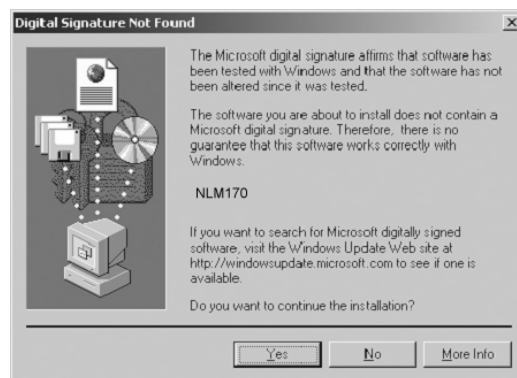 Digital Signature Not Found
The Microsoft digital signature affirms that software has
been tested with Windows and that the software has not
been altered since it was tested.
The software you are about to install does not contain a
Microsoft digital signature. Therefore, there is no
guarantee that this software works correctly with
Windows.
NLM170
If you want to search for Microsoft digitally signed
software, visit the Windows Update Web site at
http://windowsupdate.microsoft.com to see if one is
available.
Do you want to continue the installation?
Yes No More Info